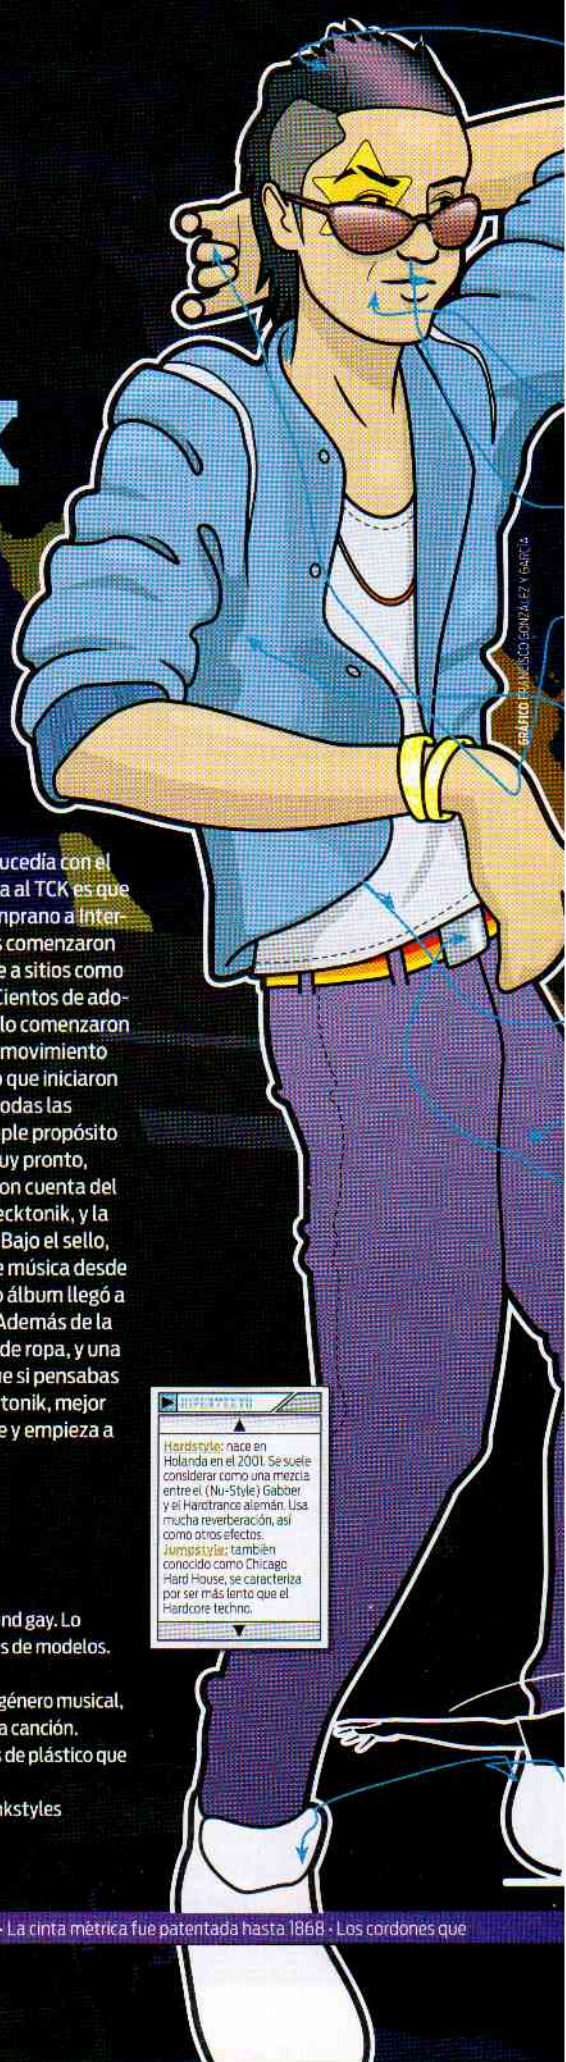 K
GRÁFICO FRANCISCO GONZÁLEZ Y GARCÍA
ucedía con el
a al TCK es que
mprano a Inter-
s comenzaron
e a sitios como
Cientos de ado-
lo comenzaron
movimiento
o que iniciaron
odas las
ple propósito
uy pronto,
on cuenta del
ecktonik, y la
Bajo el sello,
e música desde
o álbum llegó a
Además de la
de ropa, y una
ue si pensabas
tonik, mejor
e y empieza a
HIPERTEXTO
Hardstyle: nace en
Holanda en el 2001. Se suele
considerar como una mezcla
entre el (Nu-Style) Gabber
y el Hardtrance alemán. Usa
mucha reverberación, así
como otros efectos.
Jumpstyle: también
conocido como Chicago
Hard House, se caracteriza
por ser más lento que el
Hardcore techno.
nd gay. Lo
s de modelos.
género musical,
a canción.
s de plástico que
nkstyles
• La cinta métrica fue patentada hasta 1868 • Los cordones que